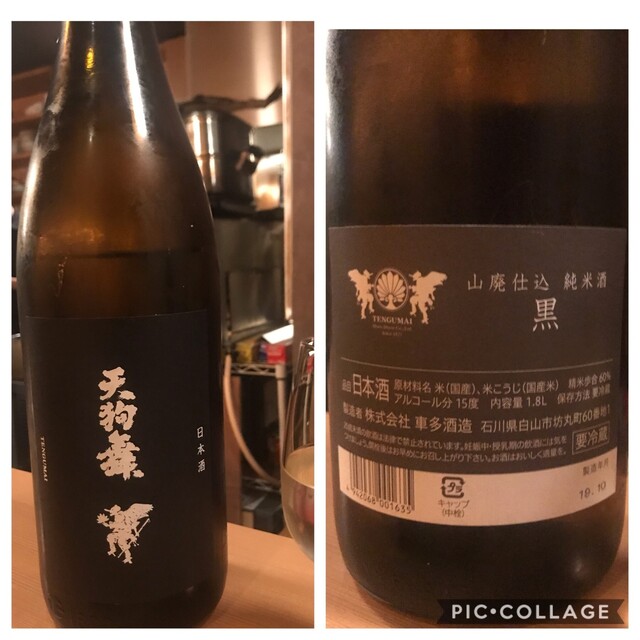 天狗舞
TENGUMAI
日本酒
TENGUMAI
山廃仕込 純米酒
黒
品目 日本酒 原材料名 米(国産)、米こうじ(国産米) 精米歩合 60%
アルコール分 15度 内容量 1.8L 保存方法 要冷蔵
製造者 株式会社 車多酒造 石川県白山市坊丸町60番地1
要冷蔵
4942068001635
キャップ
(中栓)
製造年月
19.10
PIC•COLLAGE